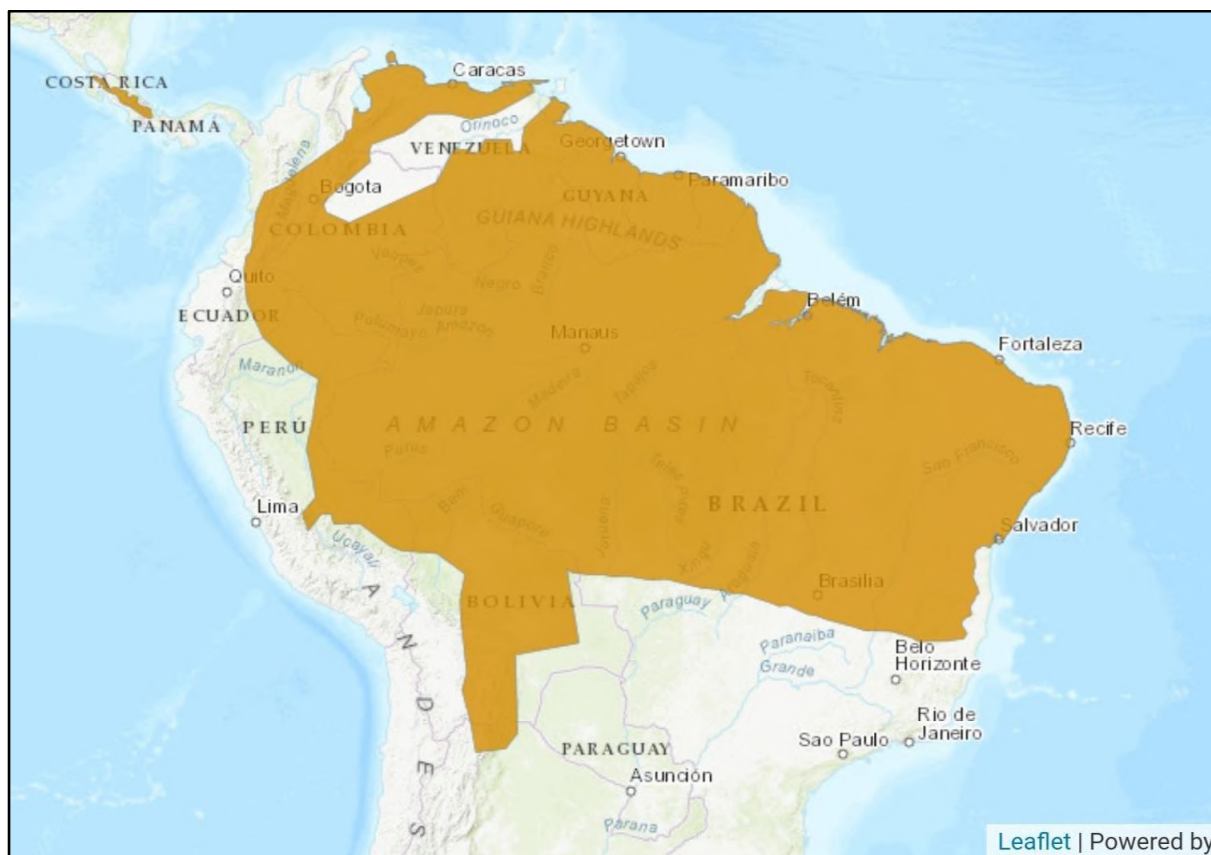 Caracas
COSTA RICA
PANAMÁ
Orinoco
VENEZUELA
Georgetown
Magdelena
Bogota
Paramaribo
GUYANA
COLOMBIA
GUIANA HIGHLANDS
Vaupes
Branco
Quito
Negro
Belém
ECUADOR
Japura
Putumayo
Amazon
Manaus
Fortaleza
Maranon
Madeira
Tapajos
Tocantins
PERÚ
AMAZON BASIN
Recife
Purus
Sao Francisco
Teles Pires
Lima
Beni
Guapore
BRAZIL
Juruena
Salvador
Ucayali
Xingu
Araguaia
Brasilia
BOLIVIA
Paraguay
ANDES
Paranaiba
Belo
Horizonte
Grande
Rio de
Janeiro
PARAGUAY
Sao Paulo
Asunción
Parana
Leaflet | Powered by